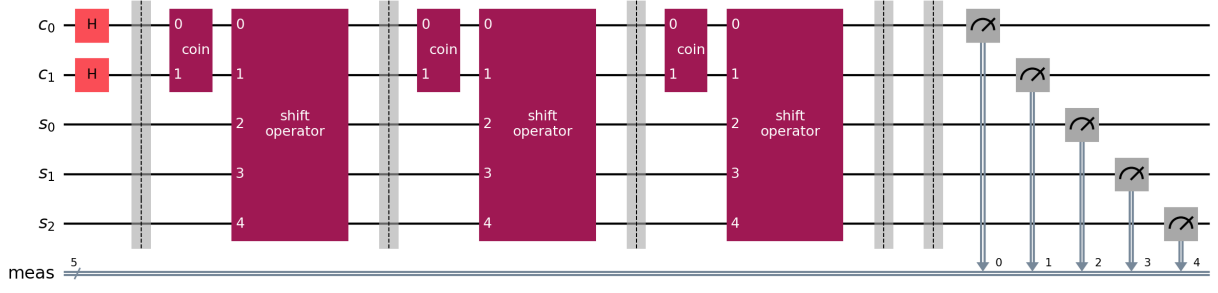 c0 H 0 coin 0 0 coin 0 0 coin 0
c1 H 1 1 1 1 1 1
s0 2 shift operator 2 shift operator 2 shift operator
s1 3 3 3
s2 4 4 4
meas 5 0 1 2 3 4